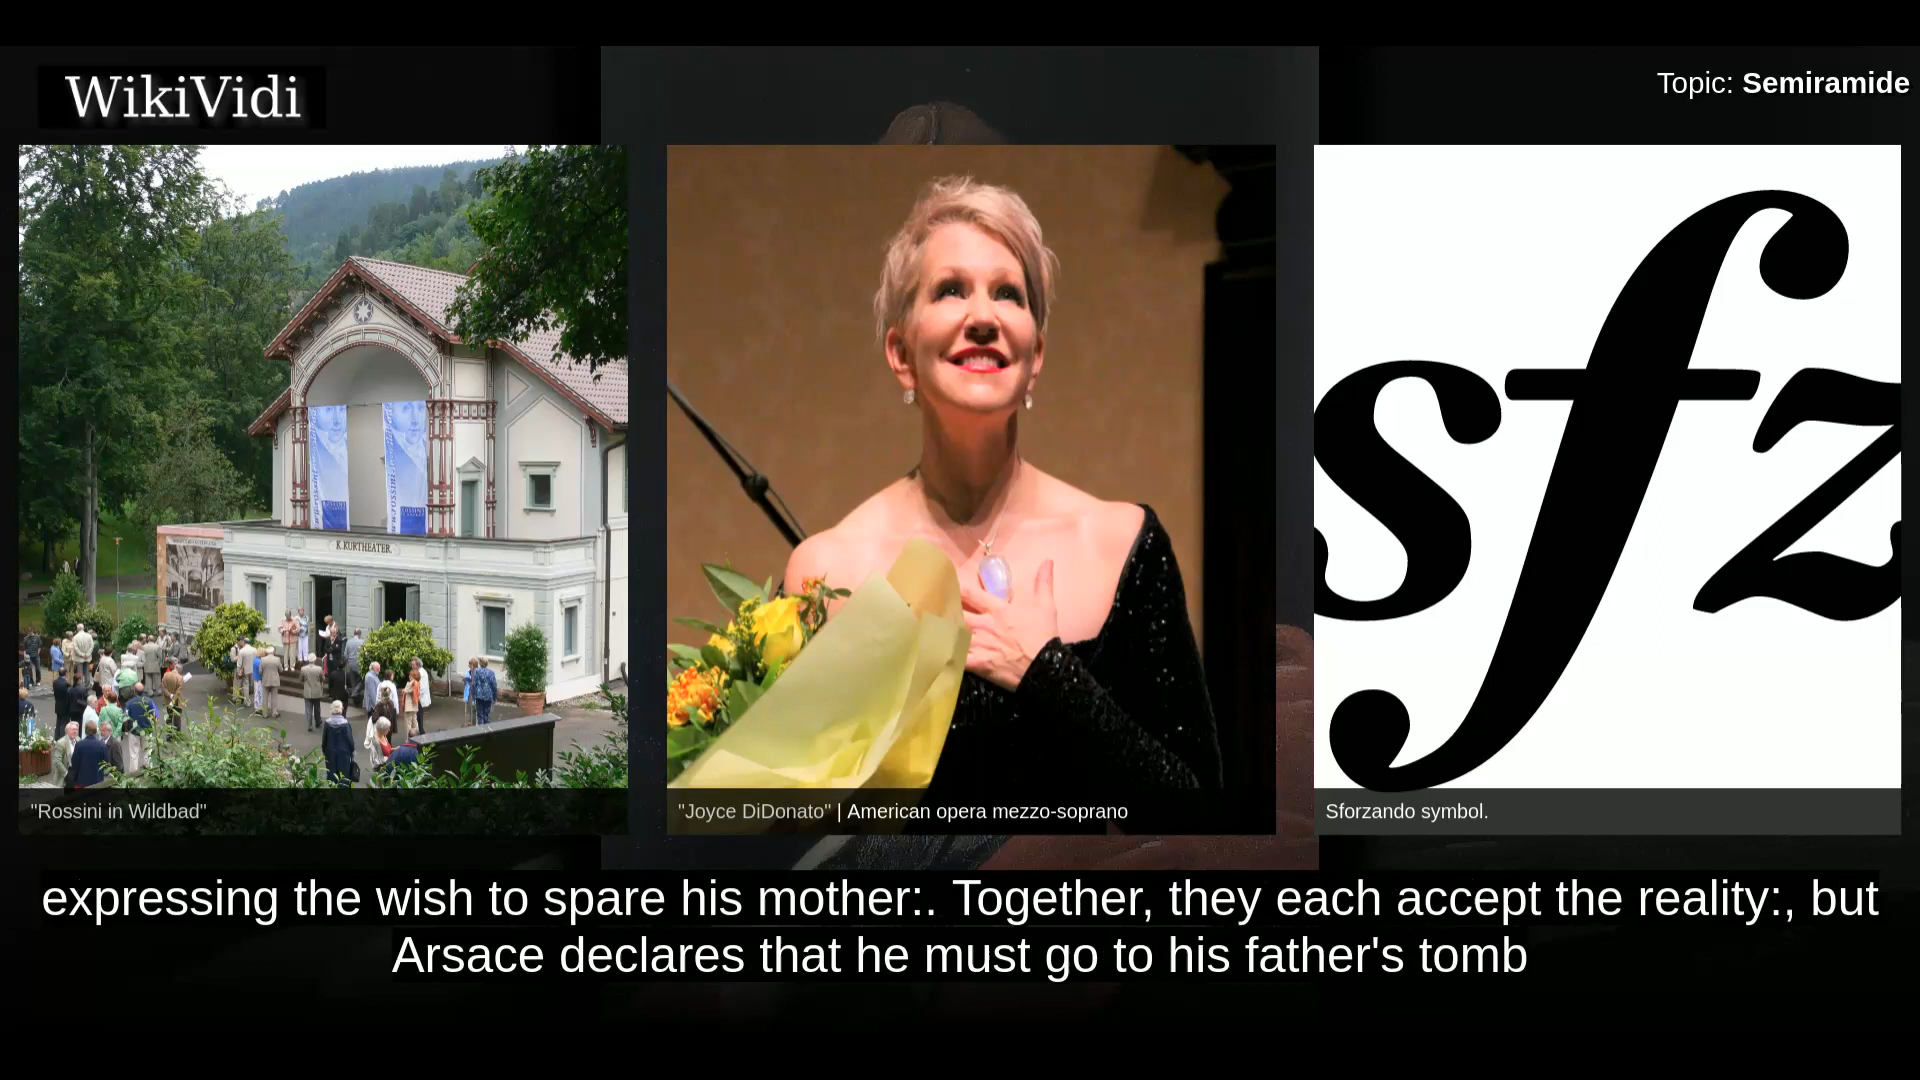 WikiVidi
Topic: Semiramide
K.KURTHEATER.
sfz
"Rossini in Wildbad"
"Joyce DiDonato" | American opera mezzo-soprano
Sforzando symbol.
expressing the wish to spare his mother:. Together, they each accept the reality:, but
Arsace declares that he must go to his father's tomb